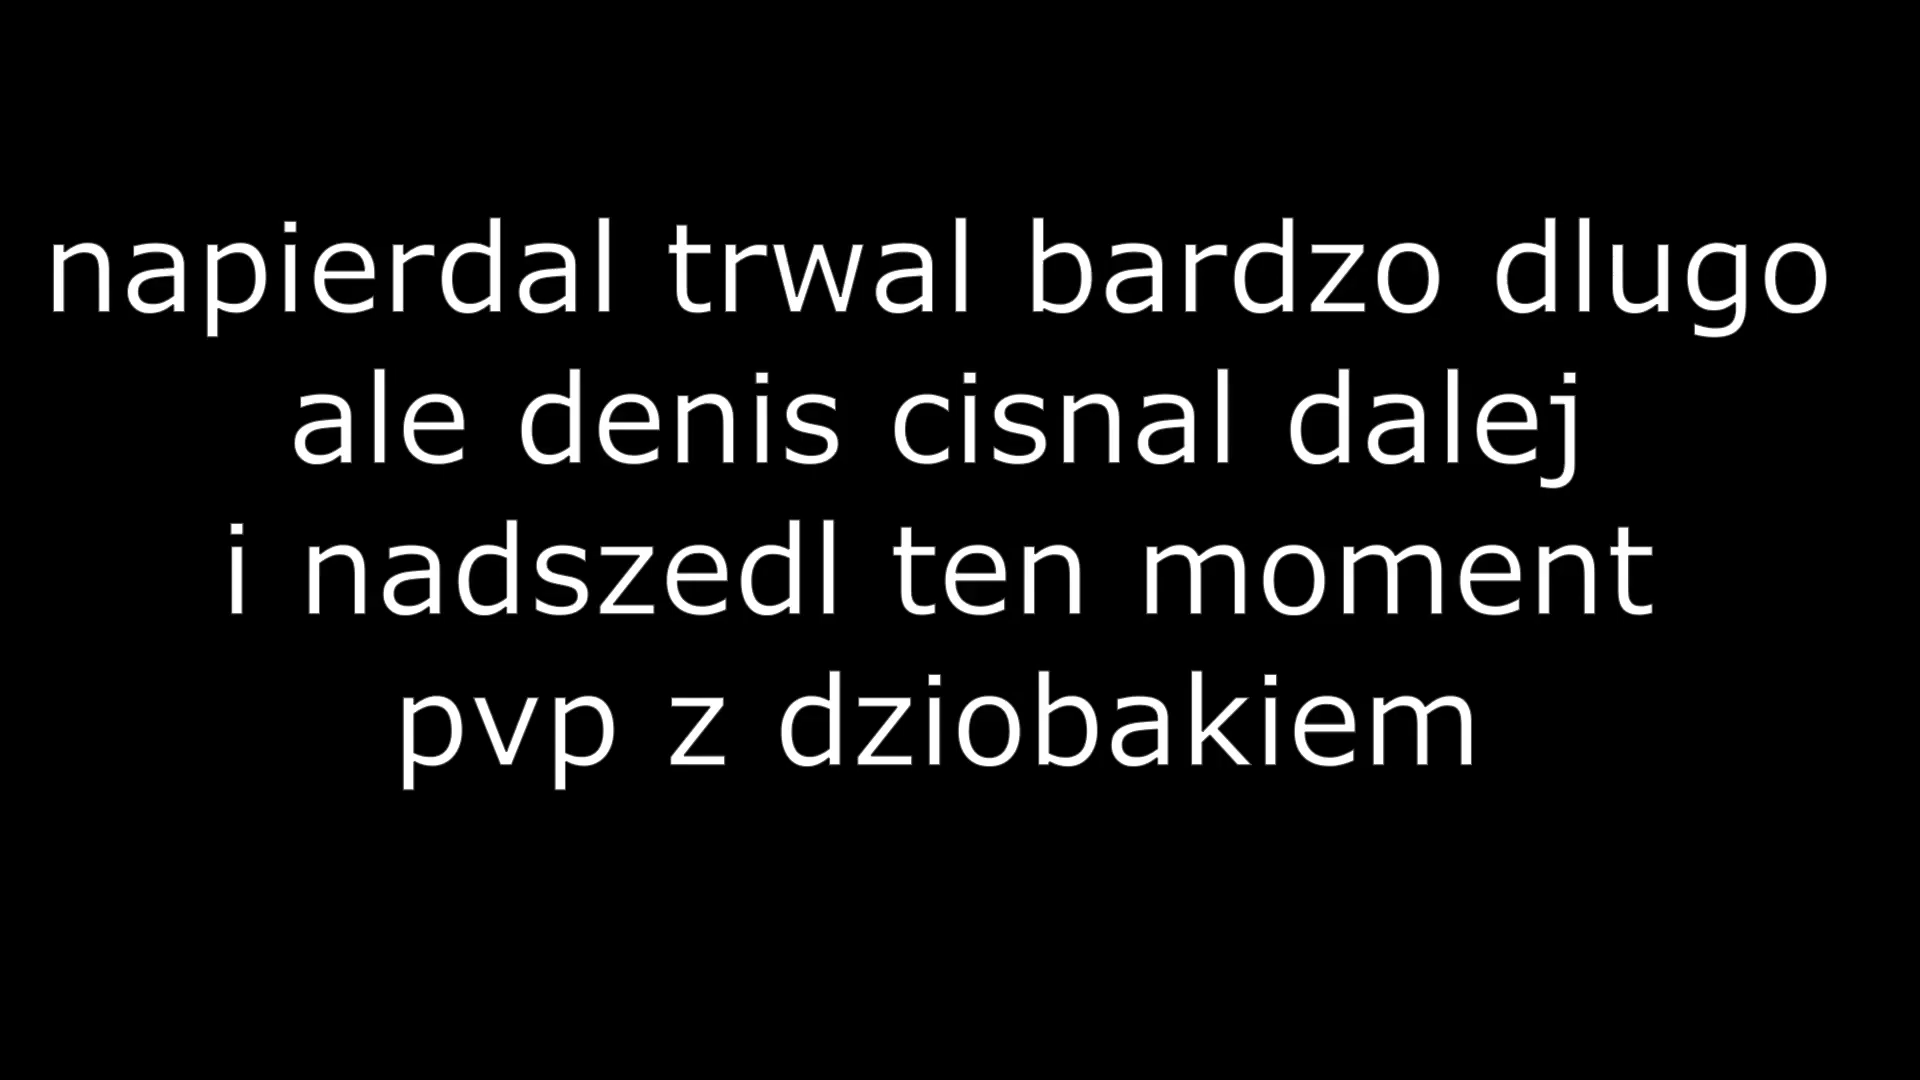 napierdal trwal bardzo dlugo
ale denis cisnal dalej
i nadszedl ten moment
pvp z dziobakiem